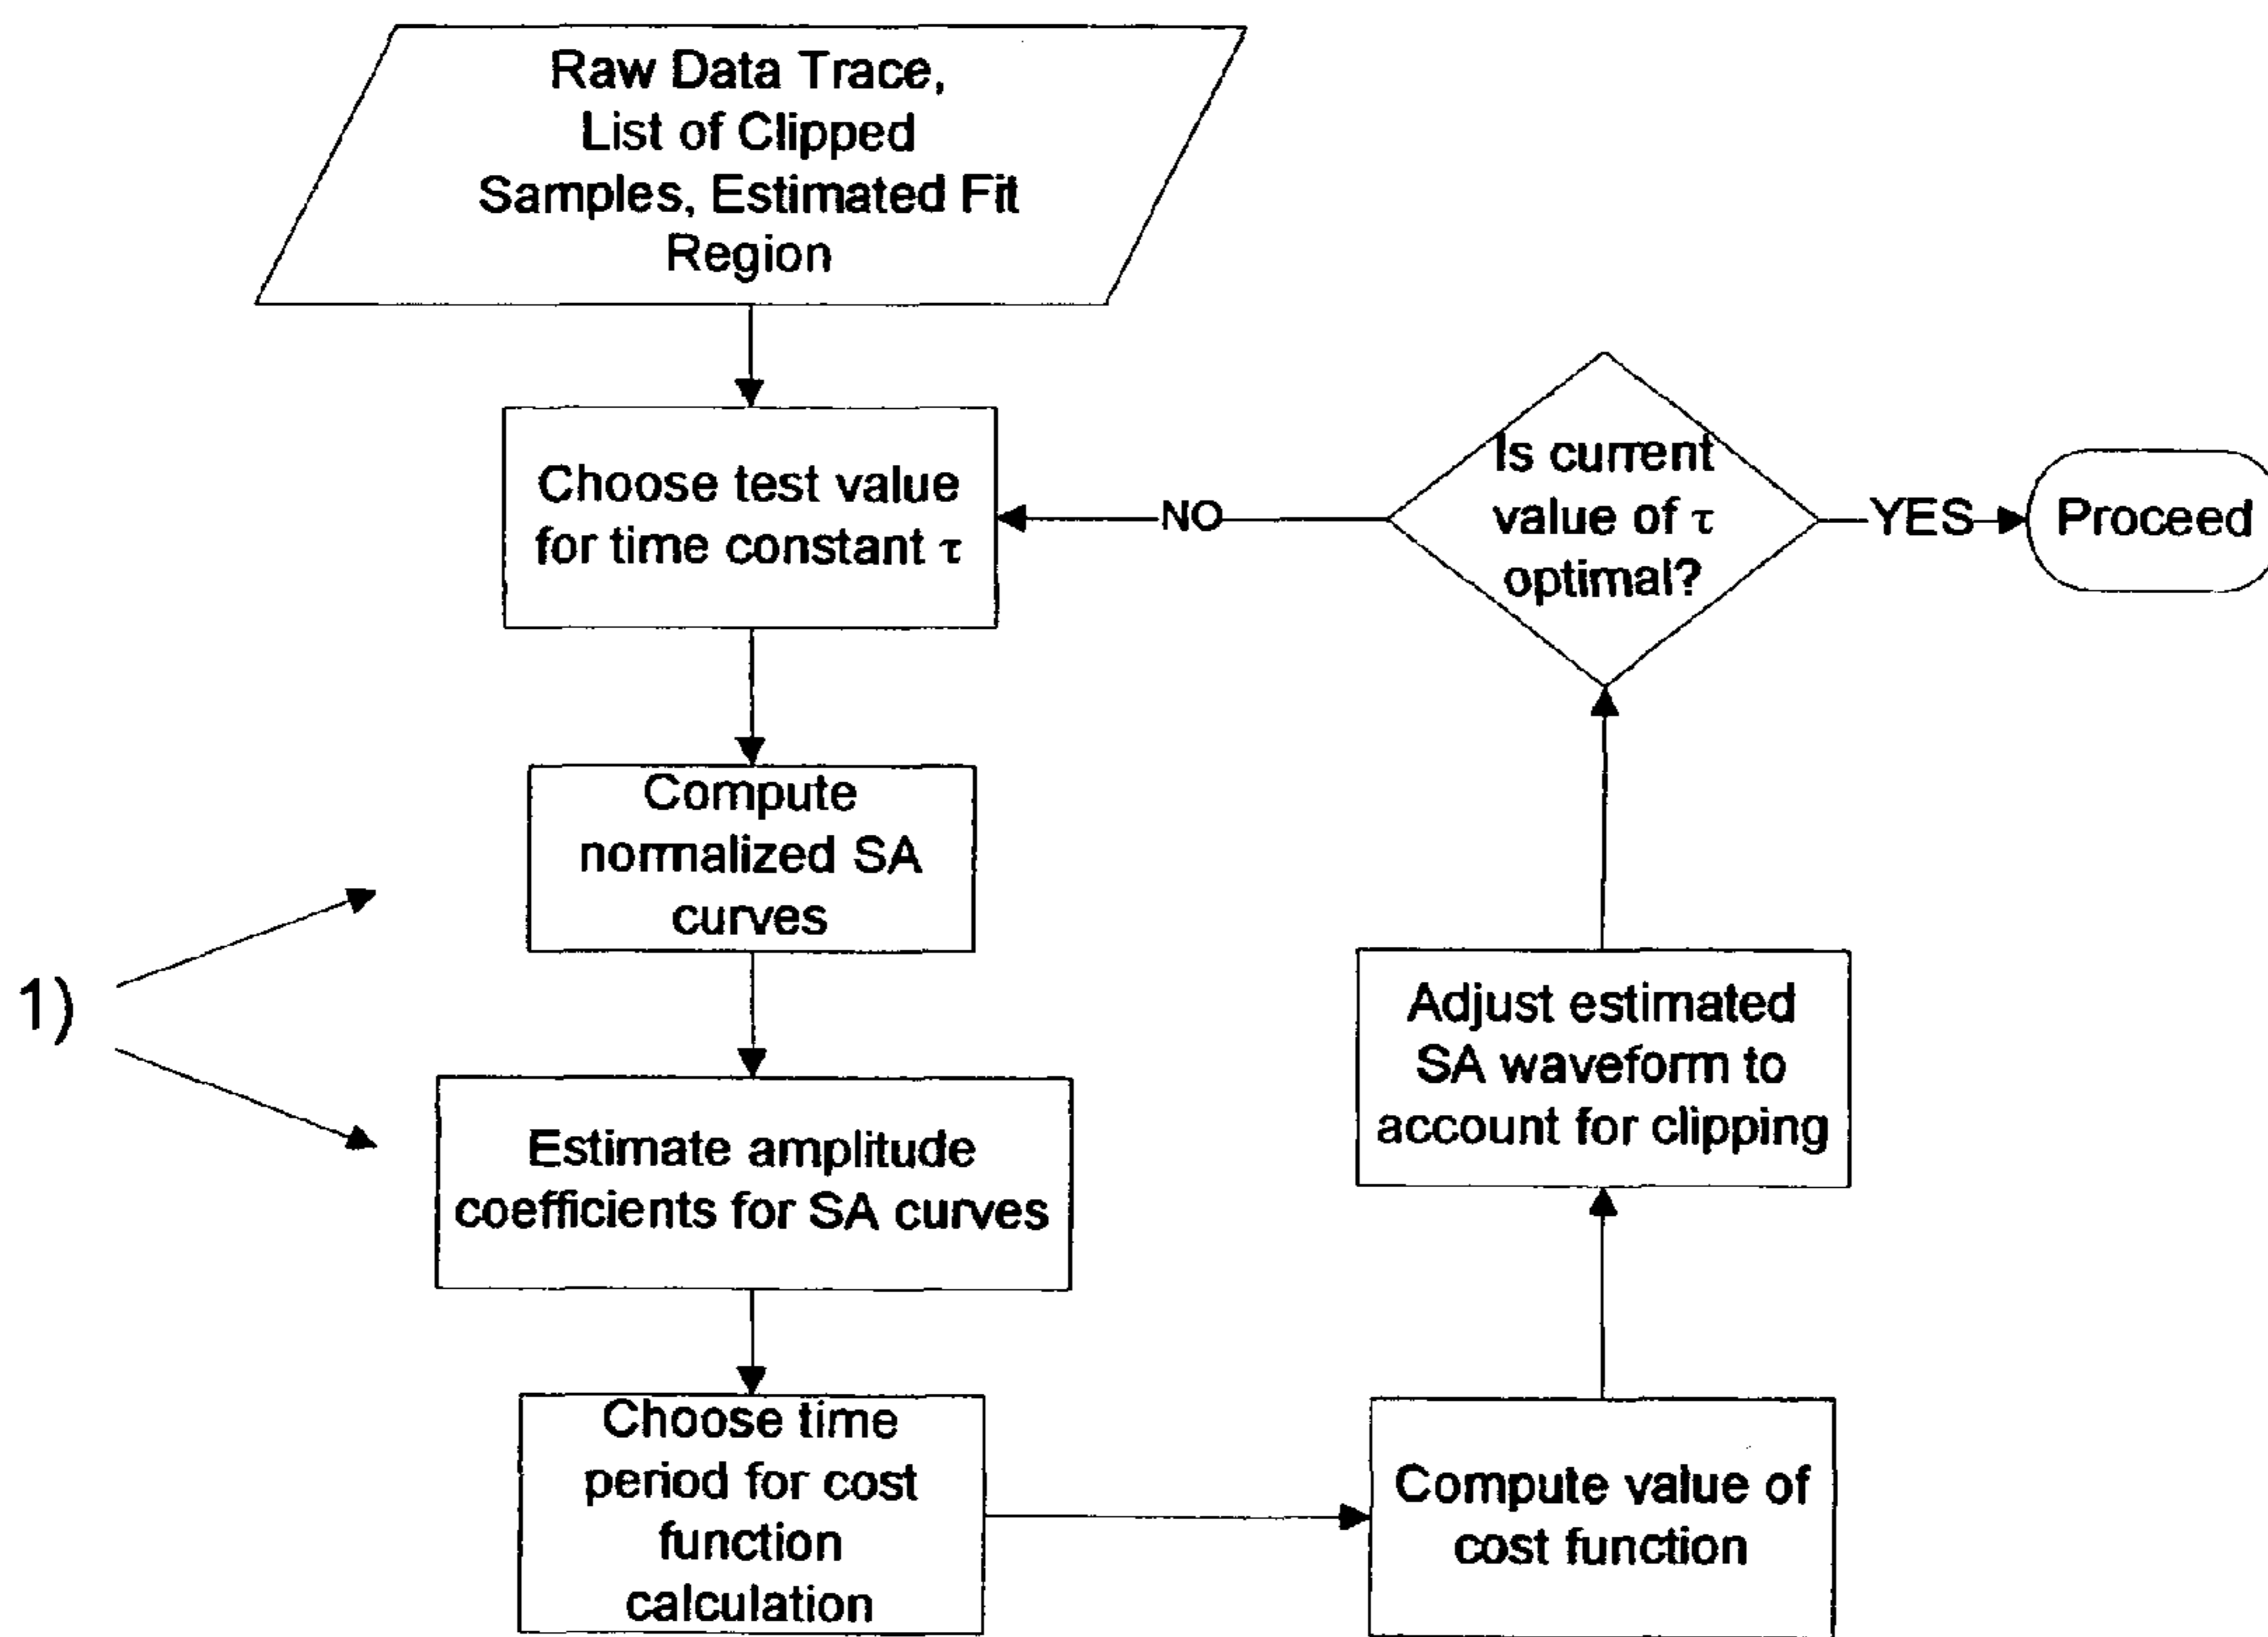 Raw Data Trace,
List of Clipped
Samples, Estimated Fit
Region
Choose test value
for time constant τ
Compute
normalized SA
curves
1)
Estimate amplitude
coefficients for SA curves
Choose time
period for cost
function
calculation
Compute value of
cost function
Adjust estimated
SA waveform to
account for clipping
Is current
value of τ
optimal?
NO
YES
Proceed